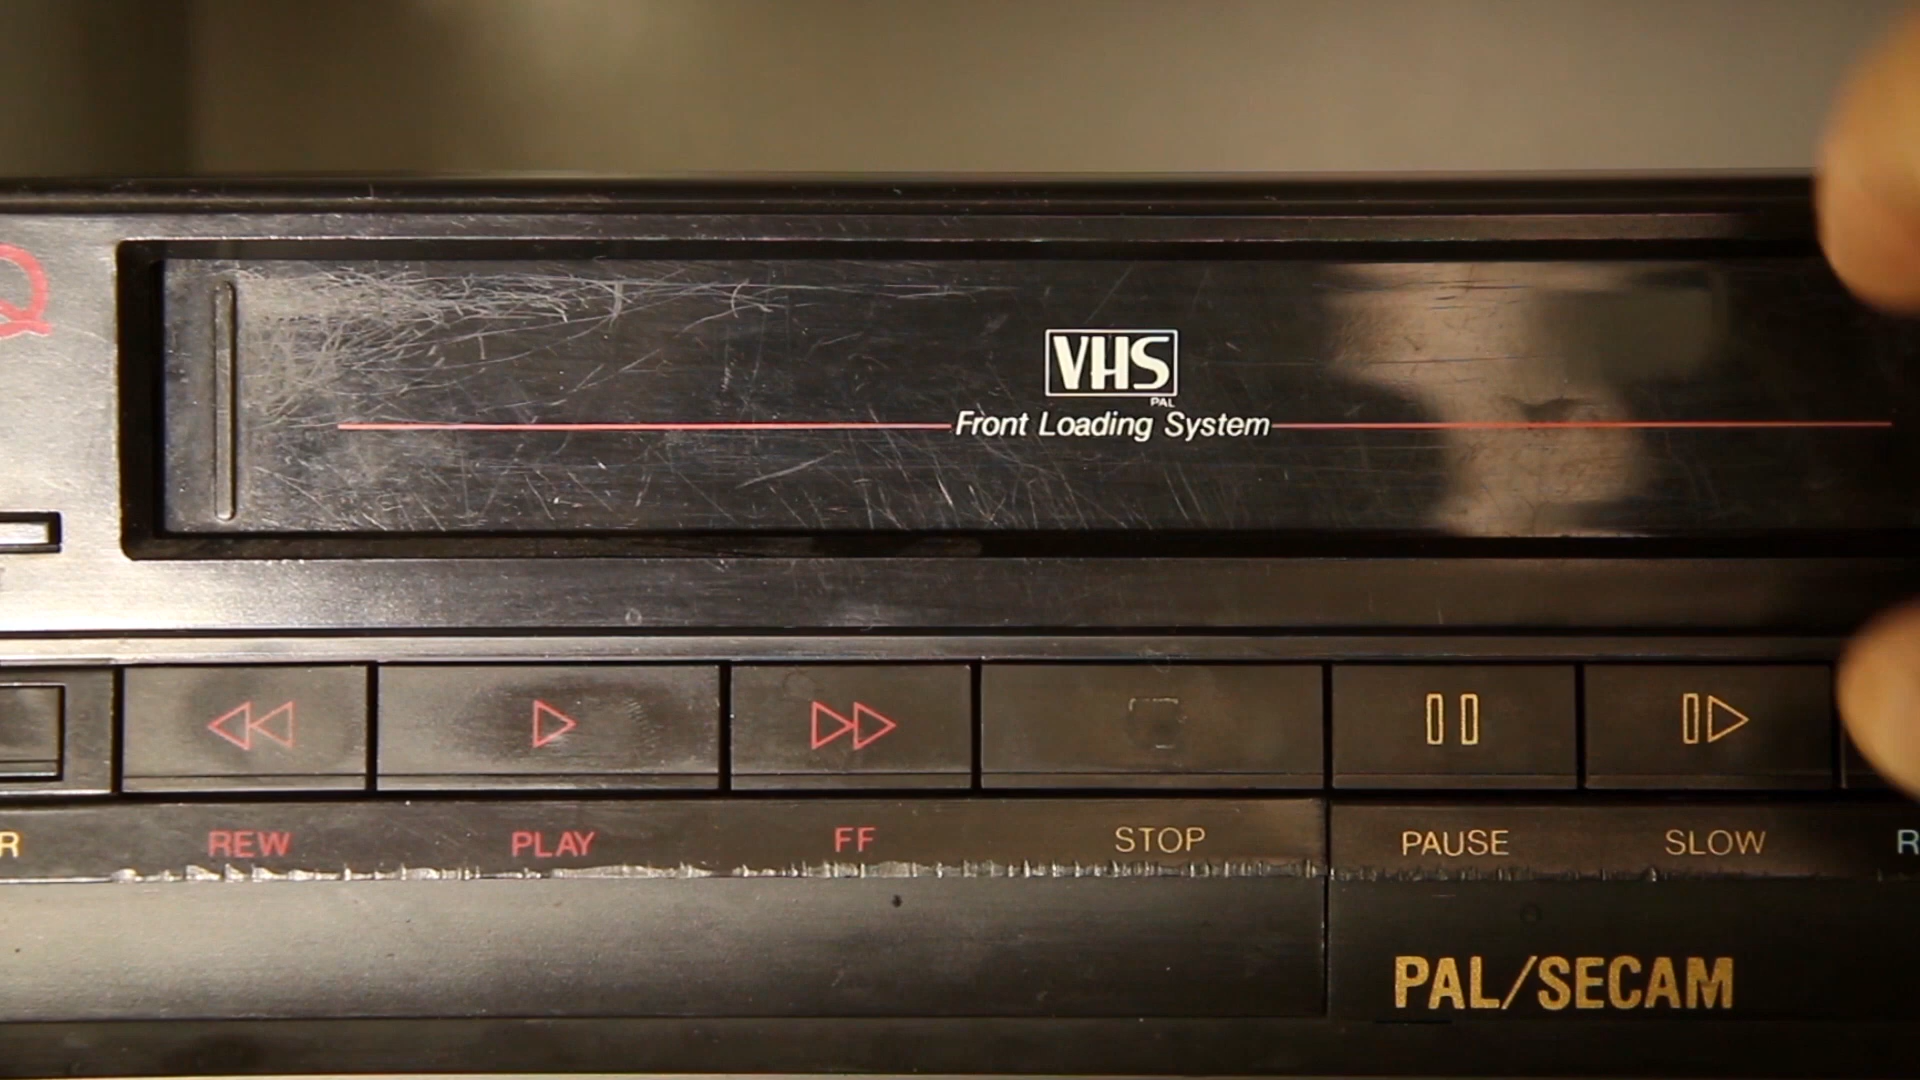 Q
VHS
PAL
Front Loading System
R REW PLAY FF STOP PAUSE SLOW R
PAL/SECAM